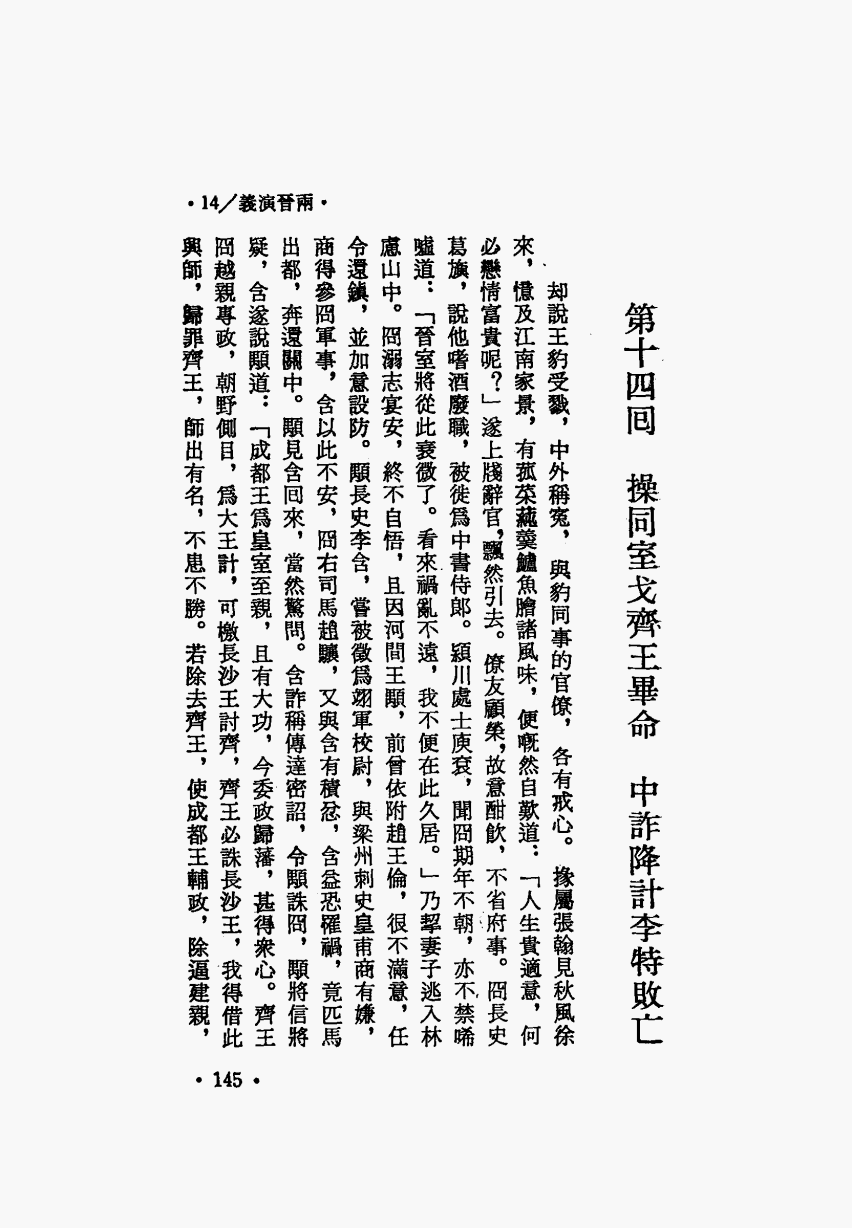 ·14/義演晉兩·
第十四回　操同室戈齊王畢命　中詐降計李特敗亡
却說王豹受戮，中外稱寃，與豹同事的官僚，各有戒心。掾屬張翰見秋風徐
來，憶及江南家景，有菰菜蒓羹鱸魚膾諸風味，便嘅然自歎道：「人生貴適意，何
必戀情富貴呢？」遂上牋辭官，飄然引去。僚友顧榮，故意酣飲，不省府事。冏長史
葛旟，說他嗜酒廢職，被徙爲中書侍郎。潁川處士庾袞，聞冏期年不朝，亦不禁唏
噓道：「晉室將從此衰微了。看來禍亂不遠，我不便在此久居。」乃挈妻子逃入林
慮山中。冏溺志宴安，終不自悟，且因河間王顒，前曾依附趙王倫，很不滿意，任
令還鎮，並加意設防。顒長史李含，嘗被徵爲翊軍校尉，與梁州刺史皇甫商有嫌，
商得參冏軍事，含以此不安，冏右司馬趙驤，又與含有積忿，含益恐罹禍，竟匹馬
出都，奔還關中。顒見含回來，當然驚問。含詐稱傳達密詔，令顒誅冏，顒將信將
疑，含遂說顒道：「成都王爲皇室至親，且有大功，今委政歸藩，甚得衆心。齊王
冏越親專政，朝野側目，爲大王計，可檄長沙王討齊，齊王必誅長沙王，我得借此
興師，歸罪齊王，師出有名，不患不勝。若除去齊王，使成都王輔政，除逼建親，
·145·